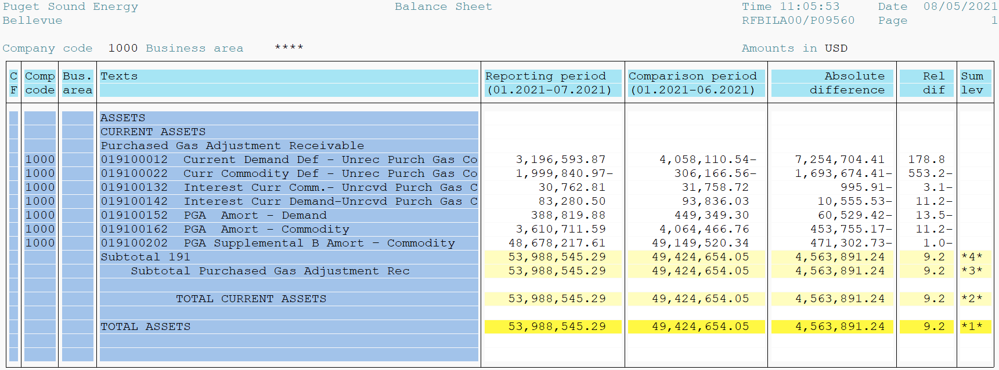 Puget Sound Energy Balance Sheet Time 11:05:53 Date 08/05/2021
Bellevue RFBILA00/P09560 Page 1
Company code 1000 Business area **** Amounts in USD
C Comp Bus. Texts Reporting period Comparison period Absolute Rel Sum
F code area (01.2021-07.2021) (01.2021-06.2021) difference dif lev
ASSETS
CURRENT ASSETS
Purchased Gas Adjustment Receivable
1000 019100012 Current Demand Def - Unrec Purch Gas Co 3,196,593.87 4,058,110.54- 7,254,704.41 178.8
1000 019100022 Curr Commodity Def - Unrec Purch Gas Co 1,999,840.97- 306,166.56- 1,693,674.41- 553.2-
1000 019100132 Interest Curr Comm.- Unrcvd Purch Gas C 30,762.81 31,758.72 995.91- 3.1-
1000 019100142 Interest Curr Demand-Unrcvd Purch Gas C 83,280.50 93,836.03 10,555.53- 11.2-
1000 019100152 PGA Amort - Demand 388,819.88 449,349.30 60,529.42- 13.5-
1000 019100162 PGA Amort - Commodity 3,610,711.59 4,064,466.76 453,755.17- 11.2-
1000 019100202 PGA Supplemental B Amort - Commodity 48,678,217.61 49,149,520.34 471,302.73- 1.0-
Subtotal 191 53,988,545.29 49,424,654.05 4,563,891.24 9.2 *4*
Subtotal Purchased Gas Adjustment Rec 53,988,545.29 49,424,654.05 4,563,891.24 9.2 *3*
TOTAL CURRENT ASSETS 53,988,545.29 49,424,654.05 4,563,891.24 9.2 *2*
TOTAL ASSETS 53,988,545.29 49,424,654.05 4,563,891.24 9.2 *1*